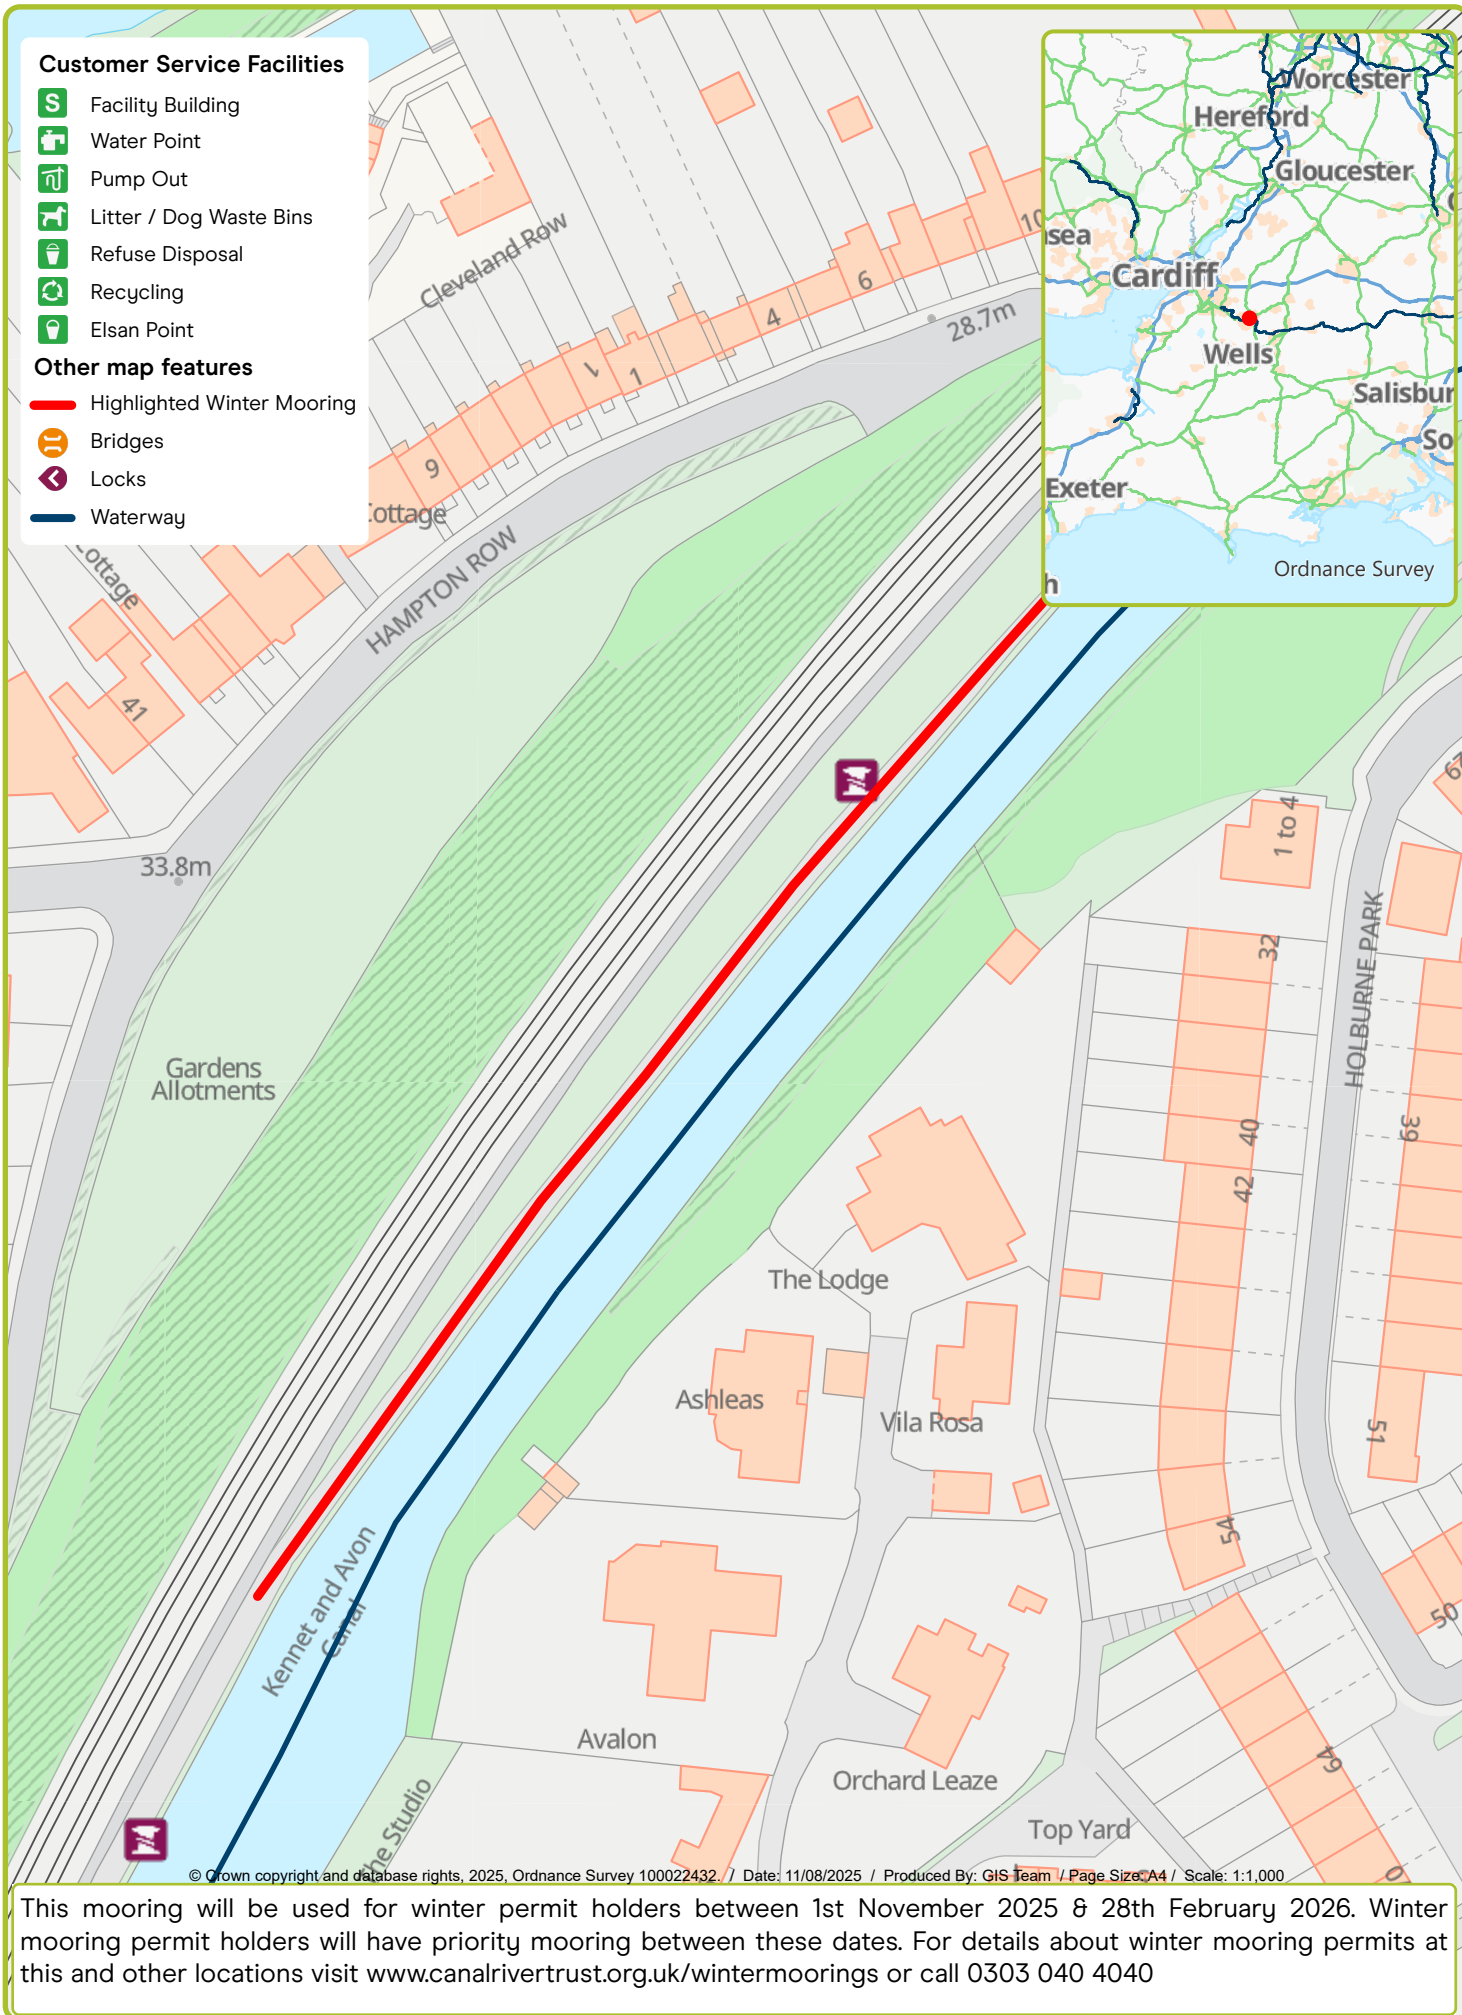 Customer Service Facilities
S
Facility Building
Water Point
Pump Out
Litter / Dog Waste Bins
Refuse Disposal
Recycling
Elsan Point
Other map features
Highlighted Winter Mooring
Bridges
Locks
Waterway
Worcester
Hereford
Gloucester
Cardiff
Wells
Exeter
Ordnance Survey
Cleveland Row
10
6
4
28.7m
1
1
9
Cottage
Cottage
HAMPTON ROW
41
33.8m
Gardens
Allotments
1 to 4
67
32
HOLBURNE PARK
40
39
42
The Lodge
Ashleas
Vila Rosa
51
54
50
Kennet and Avon
Canal
Avalon
Orchard Leaze
64
the Studio
Top Yard
© Crown copyright and database rights, 2025, Ordnance Survey 100022432. / Date: 11/08/2025 / Produced By: GIS Team / Page Size: A4 / Scale: 1:1,000
This mooring will be used for winter permit holders between 1st November 2025 & 28th February 2026. Winter
mooring permit holders will have priority mooring between these dates. For details about winter mooring permits at
this and other locations visit www.canalrivertrust.org.uk/wintermoorings or call 0303 040 4040